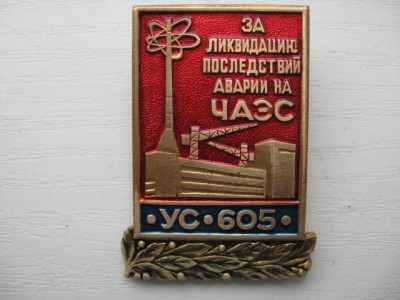 ЗА
ЛИКВИДАЦИЮ
ПОСЛЕДСТВИЙ
АВАРИИ НА
ЧАЭС
·УС·605·